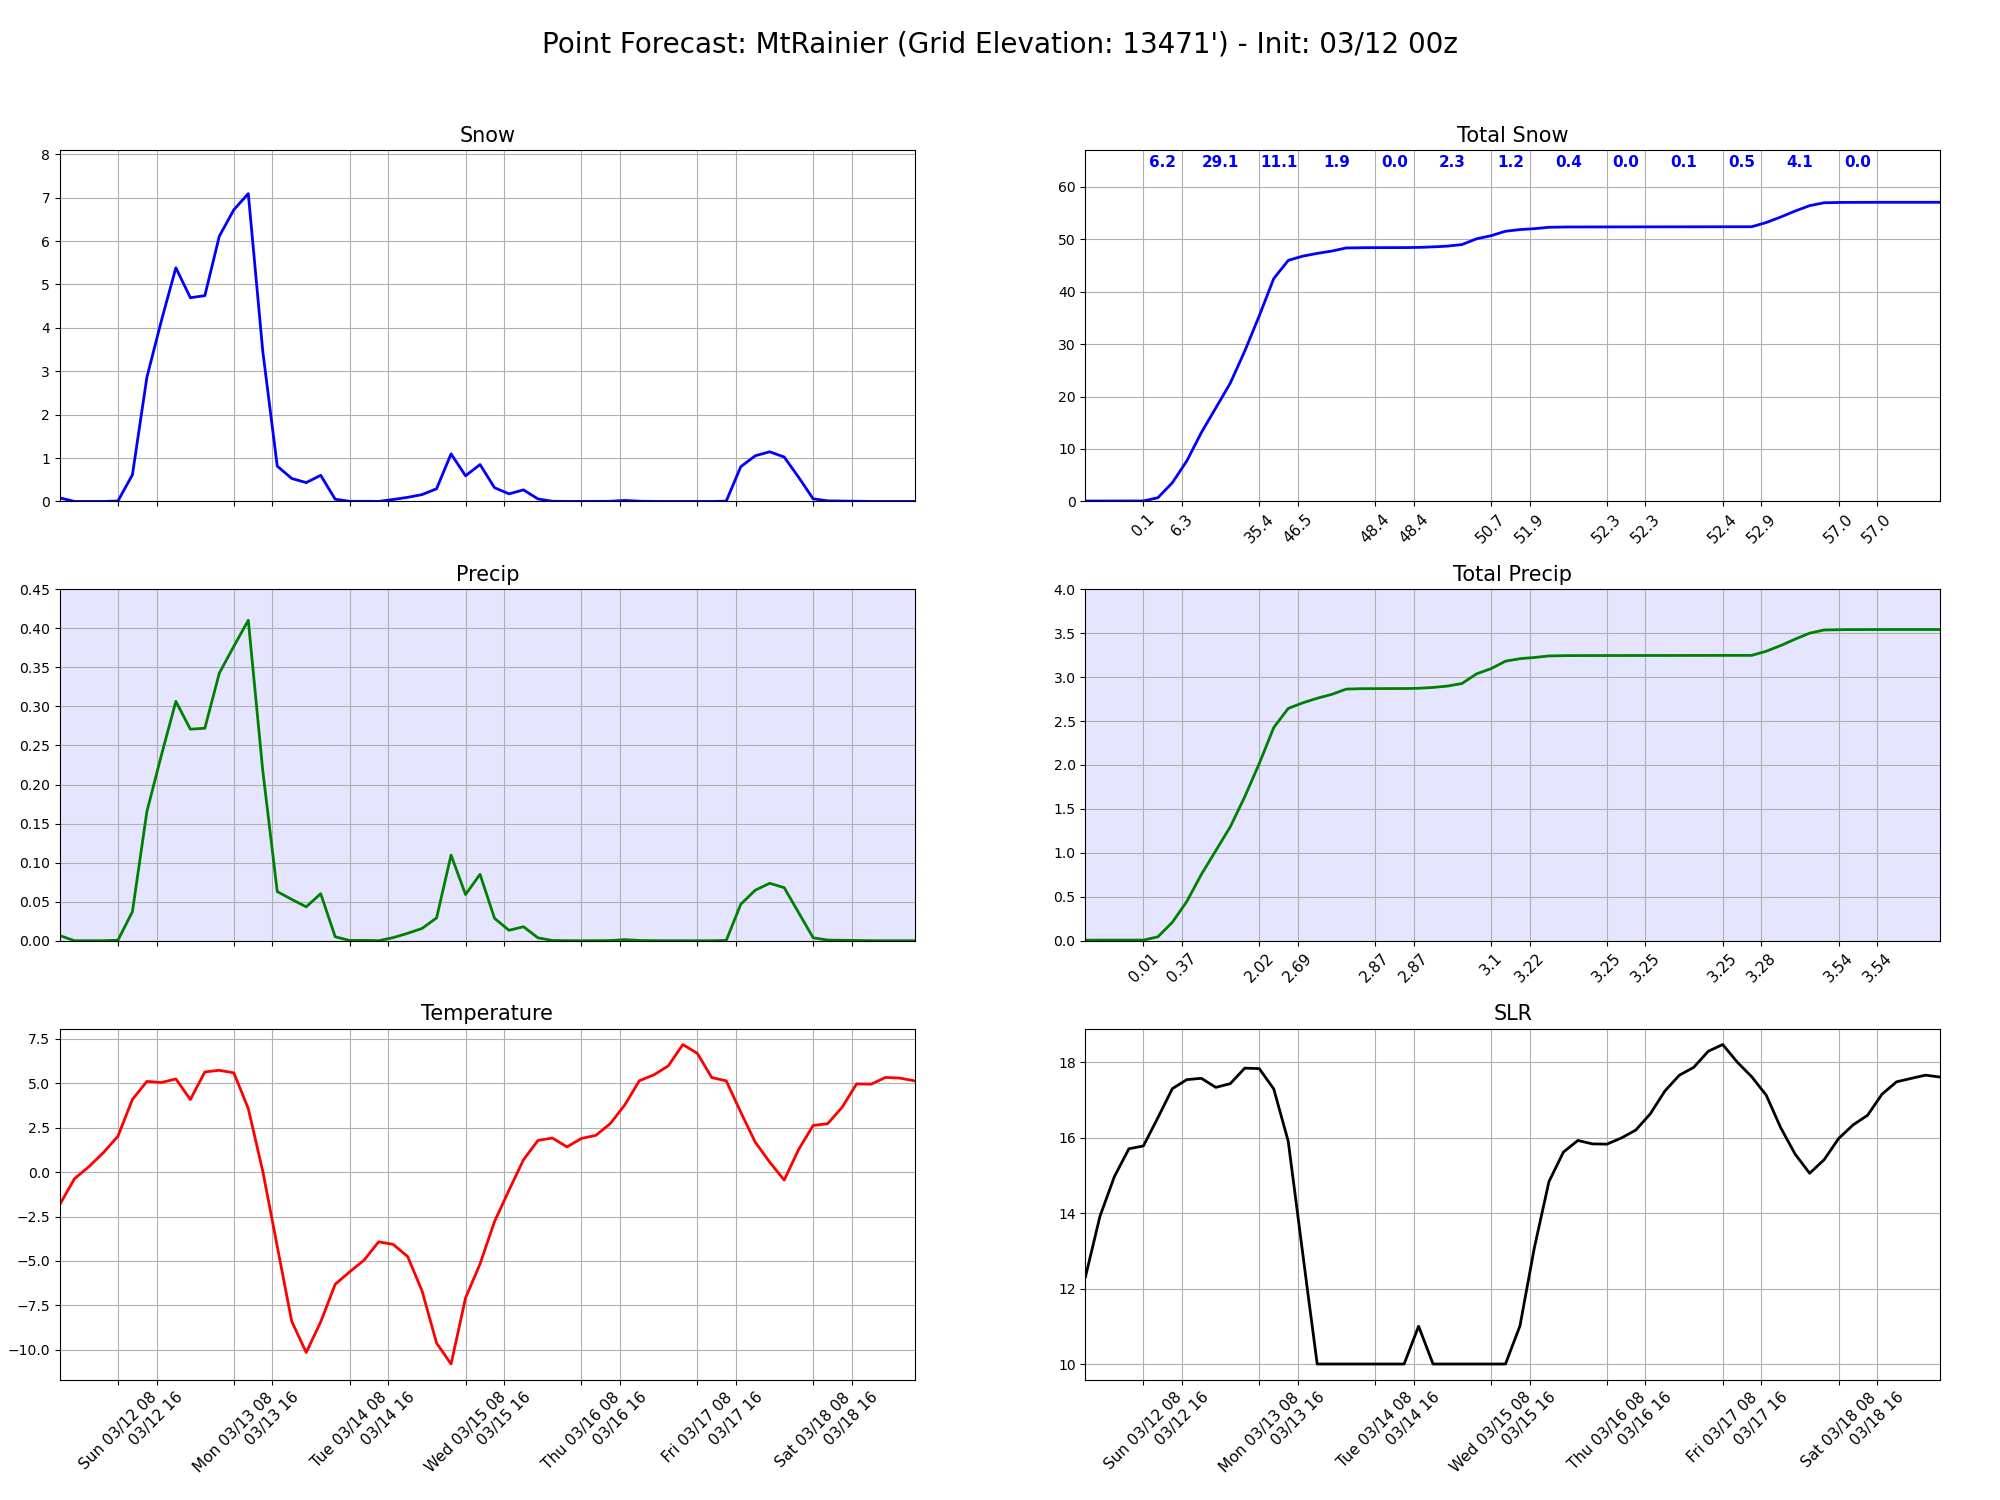 Point Forecast: MtRainier (Grid Elevation: 13471') - Init: 03/12 00z
Snow
8
7
6
5
4
3
2
1
0
Total Snow
6.2 29.1 11.1 1.9 0.0 2.3 1.2 0.4 0.0 0.1 0.5 4.1 0.0
60
50
40
30
20
10
0
0.1 6.3 35.4 46.5 48.4 48.4 50.7 51.9 52.3 52.3 52.4 52.9 57.0 57.0
Precip
0.45
0.40
0.35
0.30
0.25
0.20
0.15
0.10
0.05
0.00
Total Precip
4.0
3.5
3.0
2.5
2.0
1.5
1.0
0.5
0.0
0.01 0.37 2.02 2.69 2.87 2.87 3.1 3.22 3.25 3.25 3.25 3.28 3.54 3.54
Temperature
7.5
5.0
2.5
0.0
−2.5
−5.0
−7.5
−10.0
Sun 03/12 08
03/12 16
Mon 03/13 08
03/13 16
Tue 03/14 08
03/14 16
Wed 03/15 08
03/15 16
Thu 03/16 08
03/16 16
Fri 03/17 08
03/17 16
Sat 03/18 08
03/18 16
SLR
18
16
14
12
10
Sun 03/12 08
03/12 16
Mon 03/13 08
03/13 16
Tue 03/14 08
03/14 16
Wed 03/15 08
03/15 16
Thu 03/16 08
03/16 16
Fri 03/17 08
03/17 16
Sat 03/18 08
03/18 16